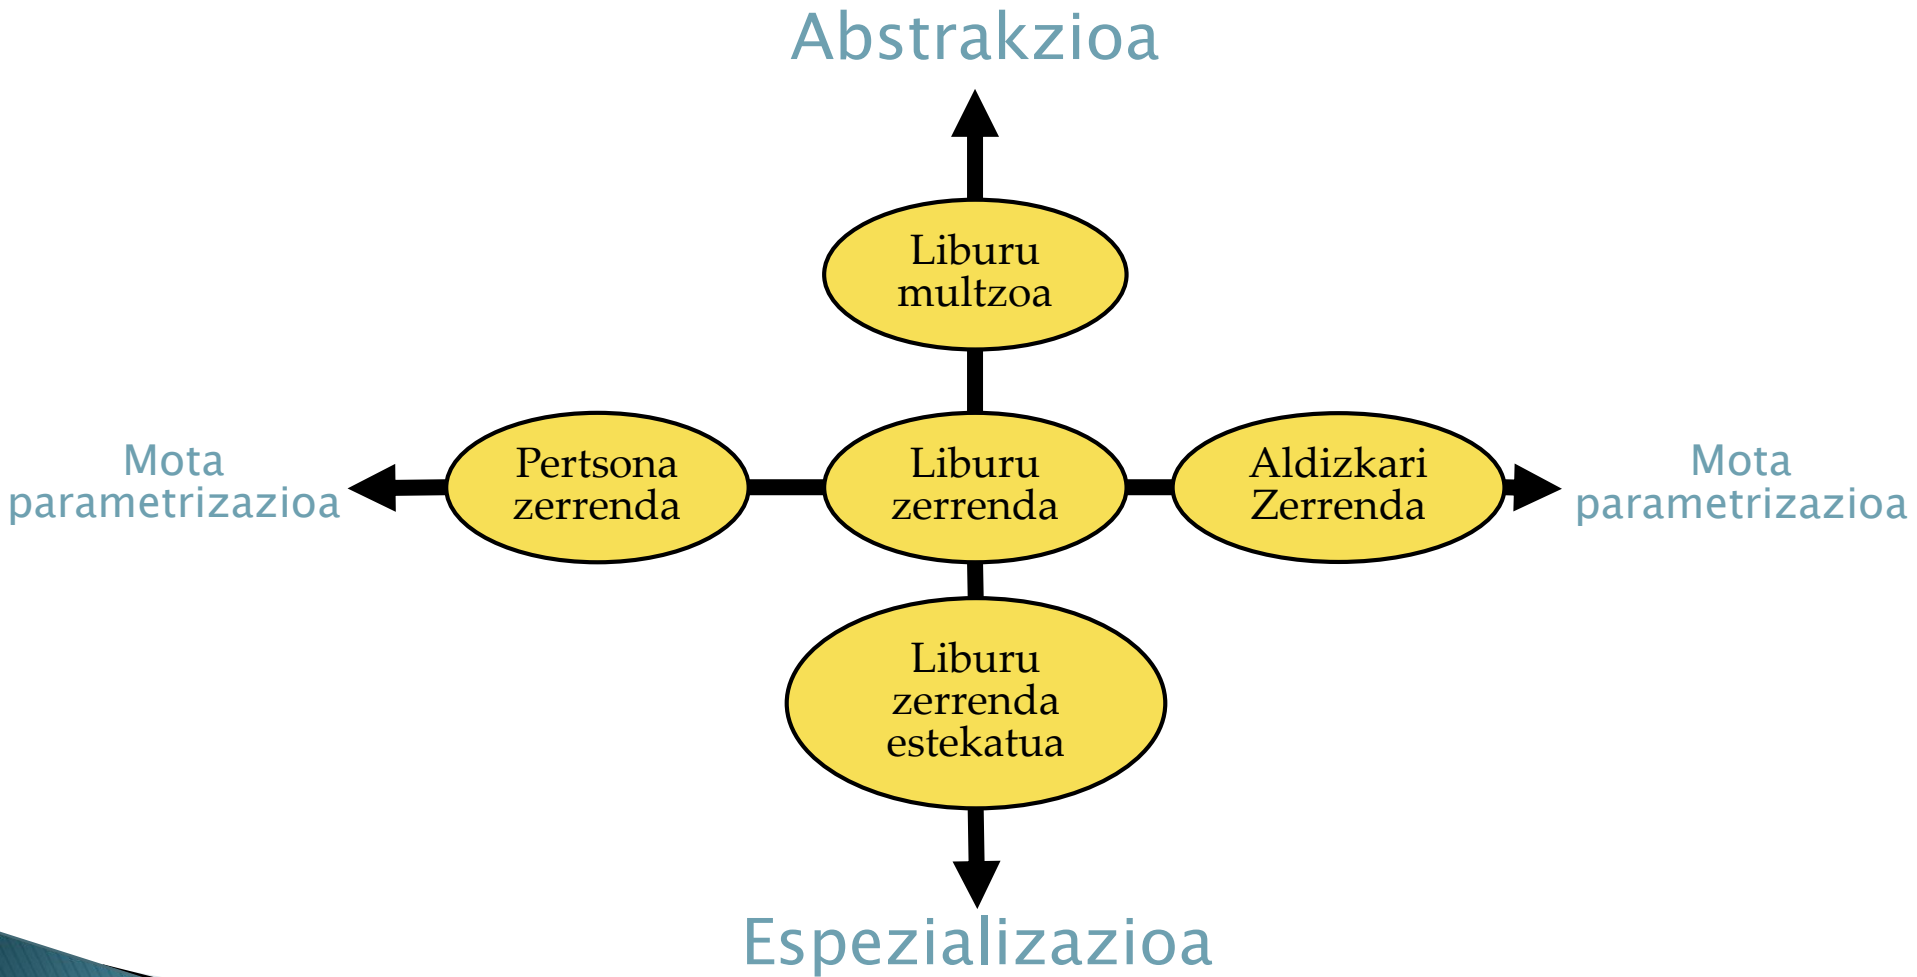 Abstrakzioa
Liburu
multzoa
Mota
parametrizazioa
Pertsona
zerrenda
Liburu
zerrenda
Aldizkari
Zerrenda
Mota
parametrizazioa
Liburu
zerrenda
estekatua
Espezializazioa